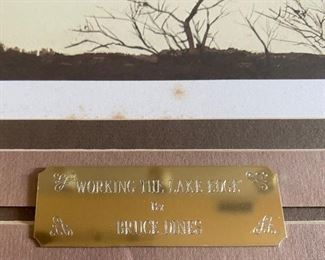 "WORKING THE LAKE EDGE"
By
BRUCE DINES